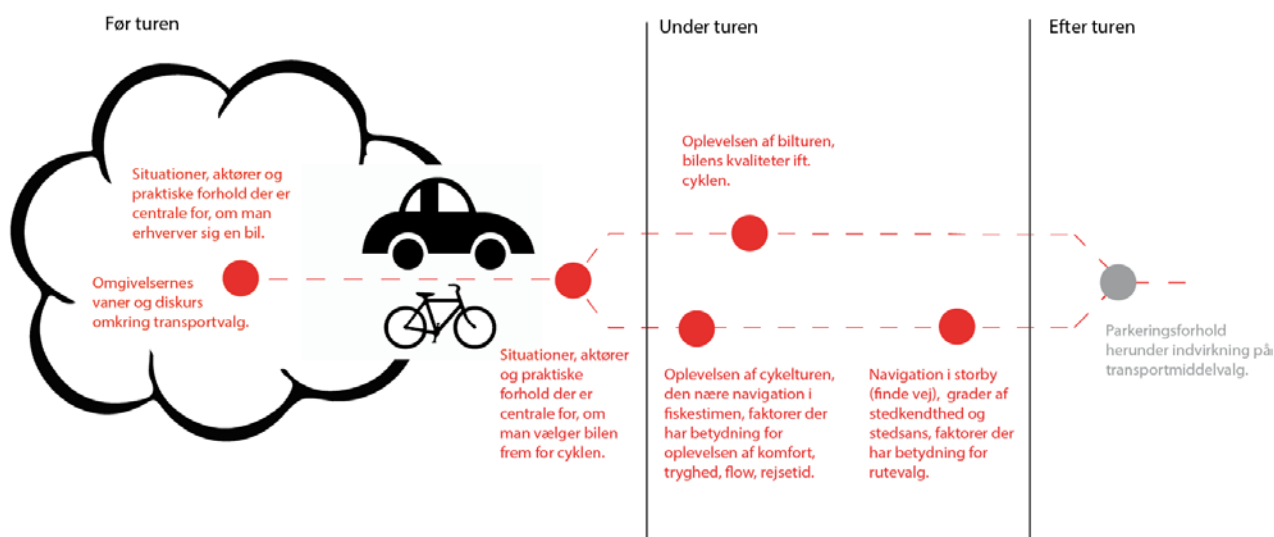 Før turen
Under turen
Efter turen
Situationer, aktører og
praktiske forhold der er
centrale for, om man
erhverver sig en bil.
Omgivelsernes
vaner og diskurs
omkring transportvalg.
Situationer, aktører
og praktiske
forhold der er
centrale for, om
man vælger bilen
frem for cyklen.
Oplevelsen af bilturen,
bilens kvaliteter ift.
cyklen.
Oplevelsen af cykelturen,
den nære navigation i
fiskestimen, faktorer der
har betydning for
oplevelsen af komfort,
tryghed, flow, rejsetid.
Navigation i storby
(finde vej), grader af
stedkendthed og
stedsans, faktorer der
har betydning for
rutevalg.
Parkeringsforhold
herunder indvirkning på
transportmiddelvalg.